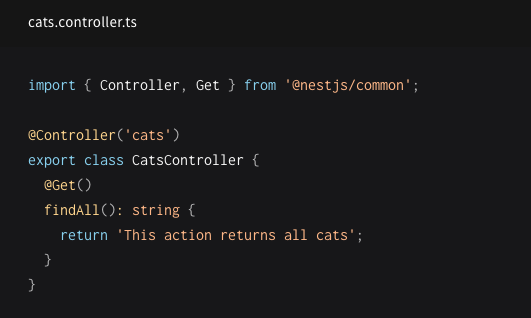 cats.controller.ts
import { Controller, Get } from '@nestjs/common';
@Controller('cats')
export class CatsController {
  @Get()
  findAll(): string {
    return 'This action returns all cats';
  }
}